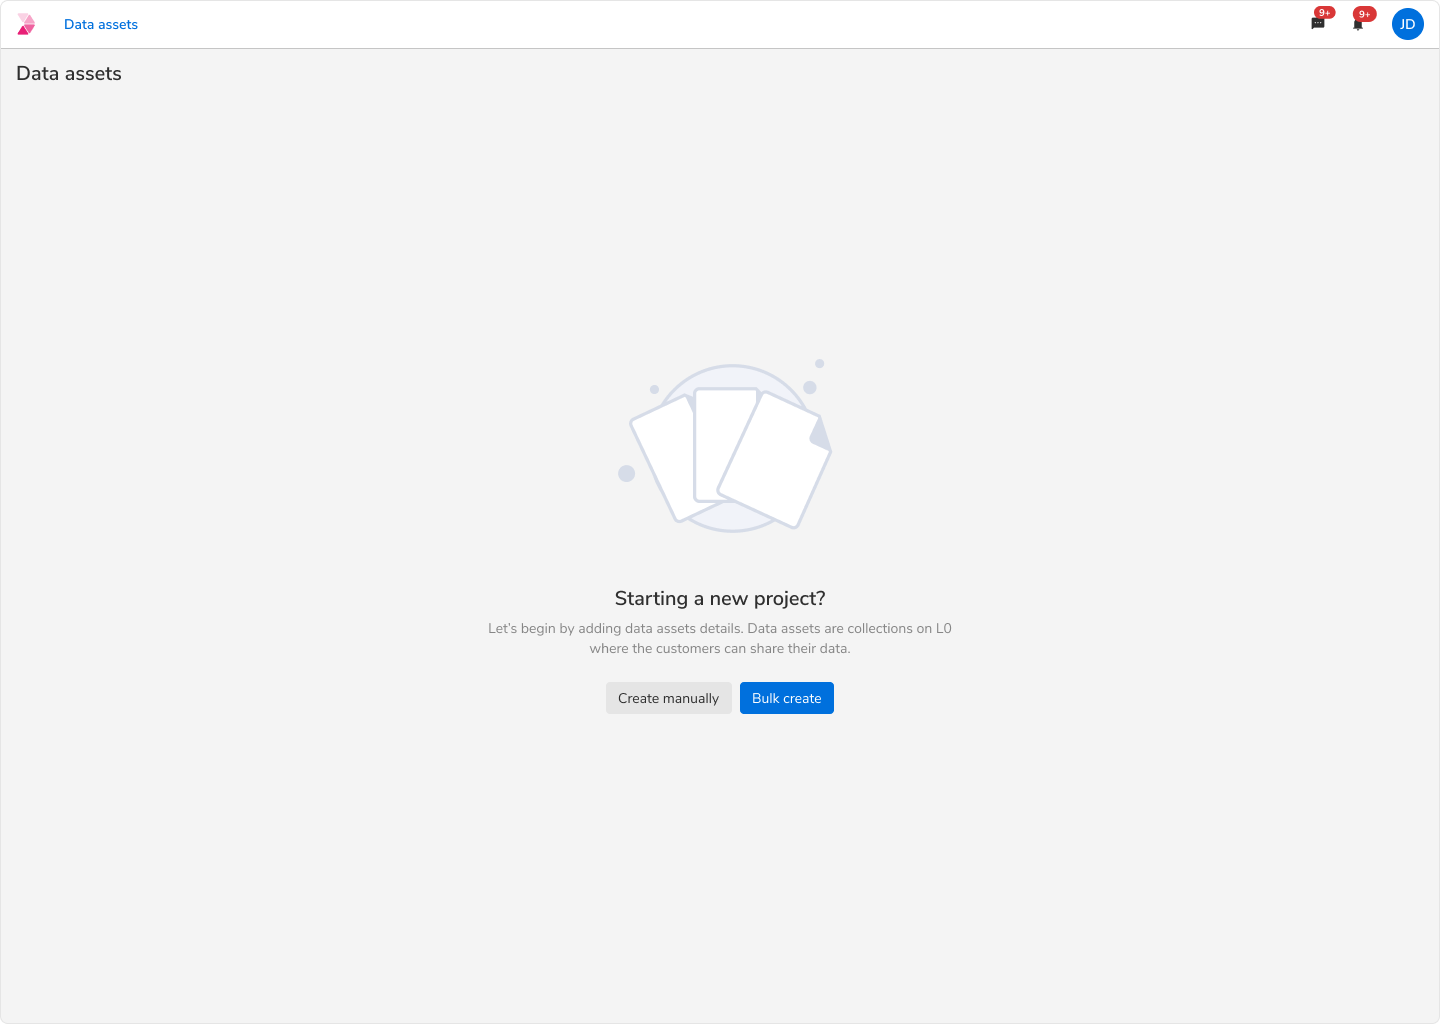 Data assets
9+
9+
JD
Data assets
Starting a new project?
Let's begin by adding data assets details. Data assets are collections on L0
where the customers can share their data.
Create manually
Bulk create